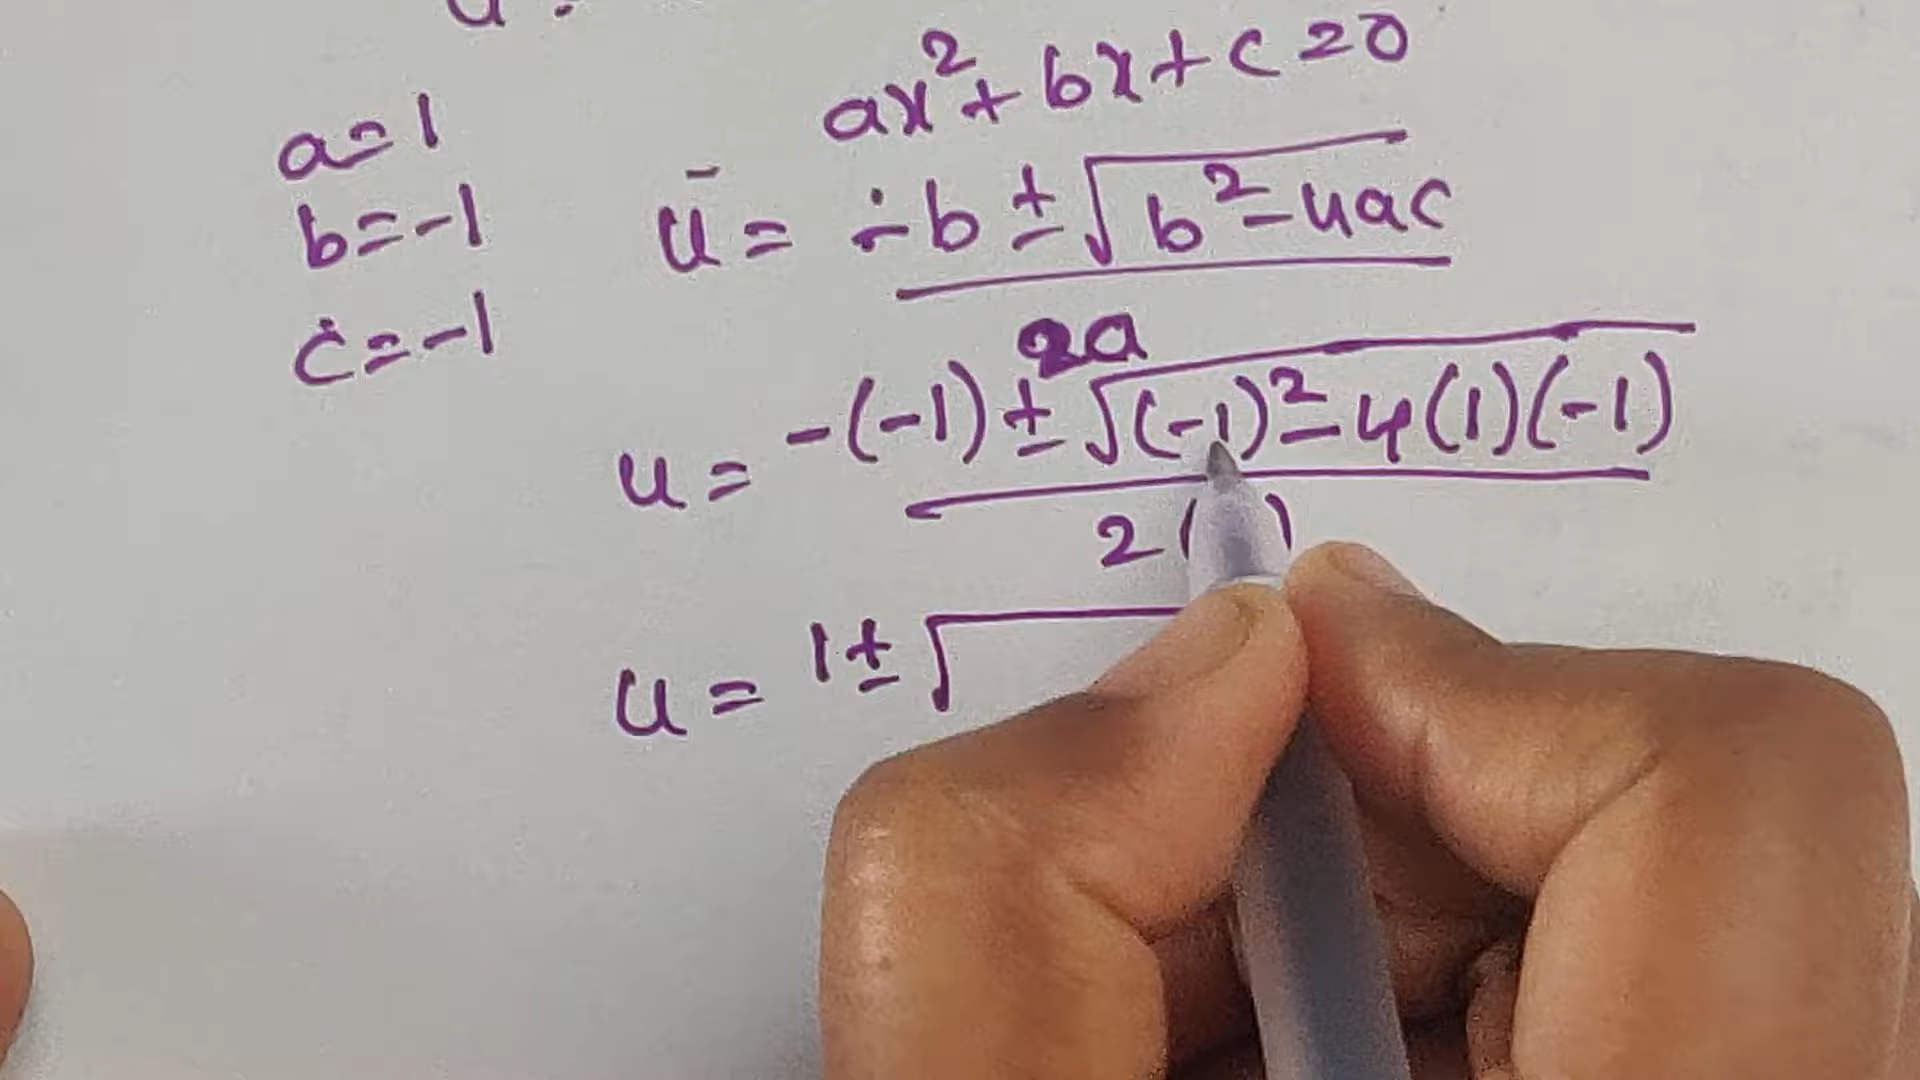 ax²+bx+c=0
a=1
u = -b ± √b²-4ac
b=-1
2a
c=-1
u = -(-1) ± √(-1)²-4(1)(-1)
2( )
u = 1 ± √